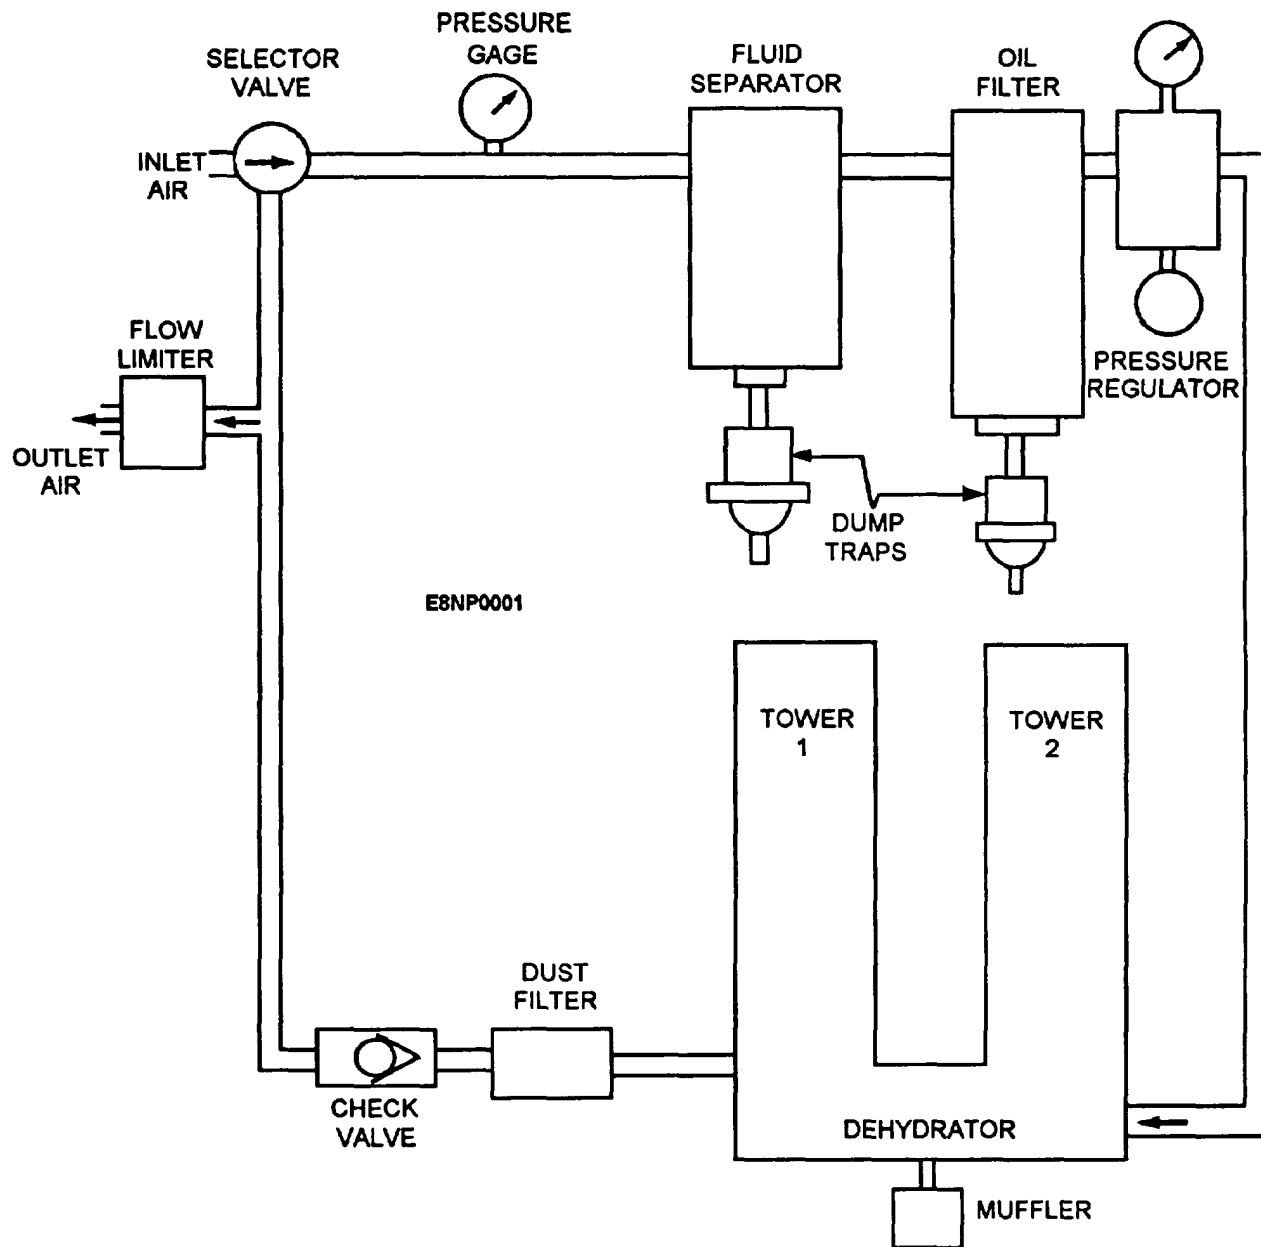 PRESSURE
GAGE
SELECTOR
VALVE
FLUID
SEPARATOR
OIL
FILTER
INLET
AIR
FLOW
LIMITER
PRESSURE
REGULATOR
OUTLET
AIR
DUMP
TRAPS
E8NP0001
TOWER
1
TOWER
2
DUST
FILTER
CHECK
VALVE
DEHYDRATOR
MUFFLER